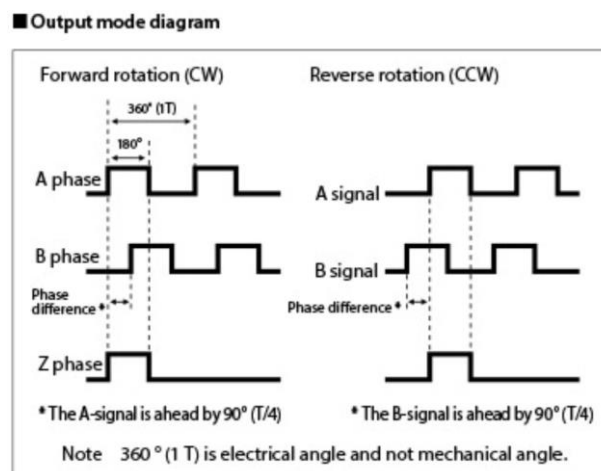 ■ Output mode diagram
Forward rotation (CW)
Reverse rotation (CCW)
360° (1T)
180°
A phase
A signal
B phase
B signal
Phase
difference *
Phase difference *
Z phase
* The A-signal is ahead by 90° (T/4)
* The B-signal is ahead by 90° (T/4)
Note 360 ° (1 T) is electrical angle and not mechanical angle.